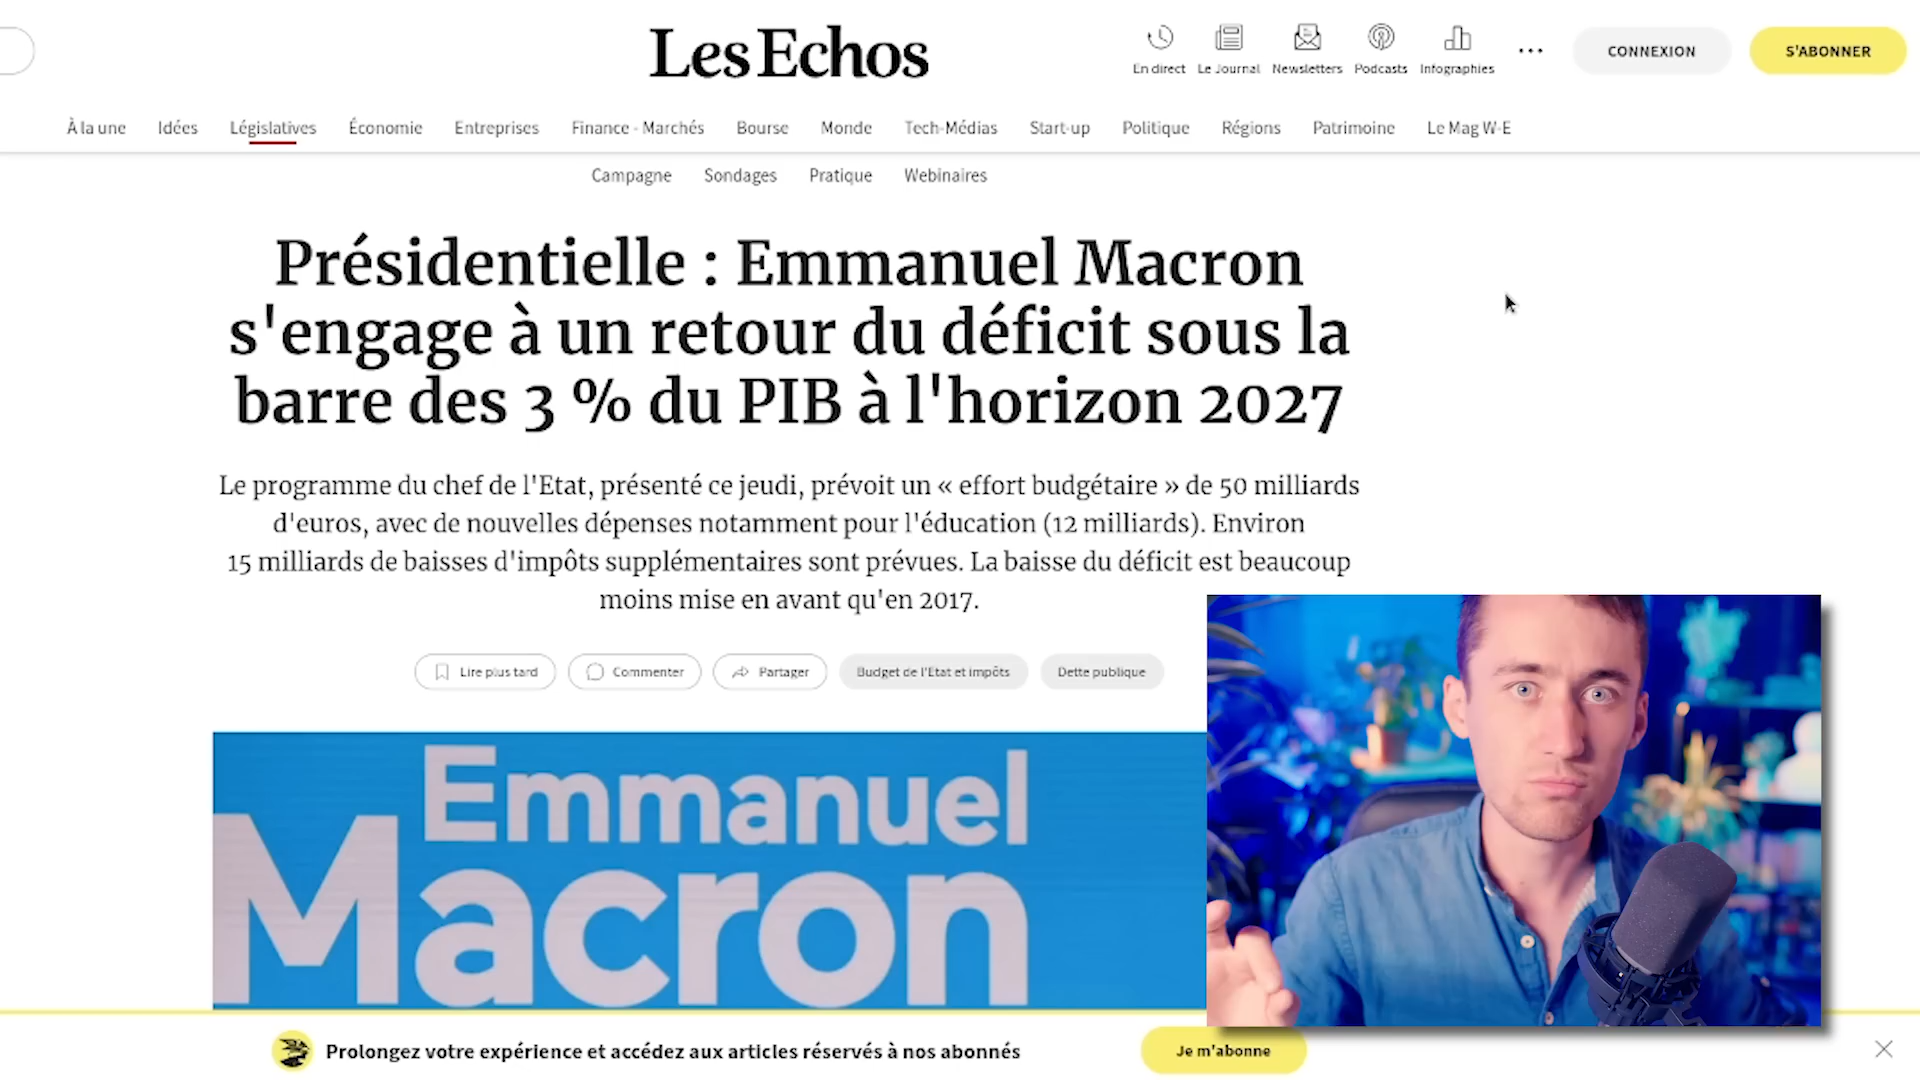 Les Echos
En direct
Le Journal
Newsletters
Podcasts
Infographies
CONNEXION
S'ABONNER
À la une
Idées
Législatives
Économie
Entreprises
Finance - Marchés
Bourse
Monde
Tech-Médias
Start-up
Politique
Régions
Patrimoine
Le Mag W-E
Campagne
Sondages
Pratique
Webinaires
Présidentielle : Emmanuel Macron
s'engage à un retour du déficit sous la
barre des 3 % du PIB à l'horizon 2027
Le programme du chef de l'Etat, présenté ce jeudi, prévoit un « effort budgétaire » de 50 milliards
d'euros, avec de nouvelles dépenses notamment pour l'éducation (12 milliards). Environ
15 milliards de baisses d'impôts supplémentaires sont prévues. La baisse du déficit est beaucoup
moins mise en avant qu'en 2017.
Lire plus tard
Commenter
Partager
Budget de l'Etat et impôts
Dette publique
Emmanuel
Macron
Prolongez votre expérience et accédez aux articles réservés à nos abonnés
Je m'abonne